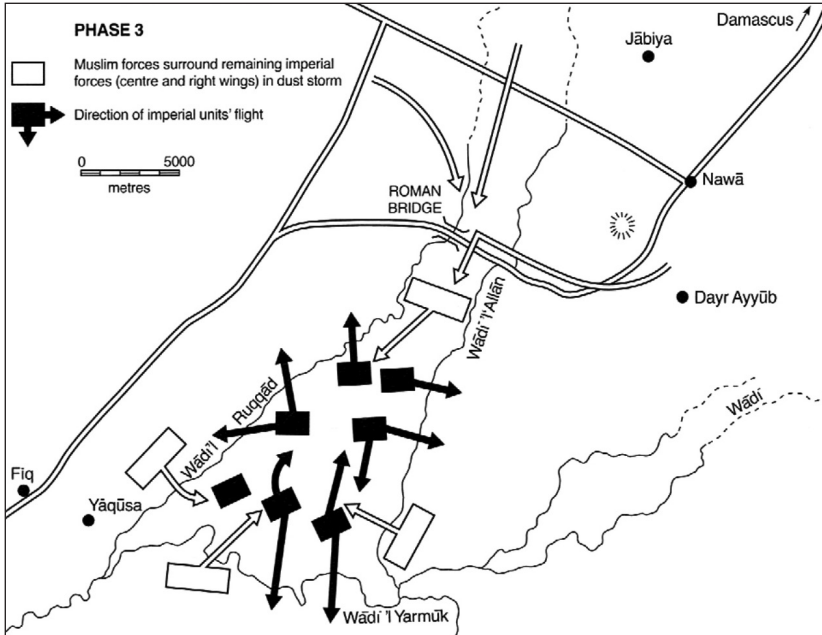 PHASE 3
Muslim forces surround remaining imperial
forces (centre and right wings) in dust storm
Direction of imperial units' flight
0 5000
metres
Damascus
Jābiya
Nawā
ROMAN
BRIDGE
Dayr Ayyūb
Wādī 'l 'Allān
Wādī
Wādī'l Ruqqād
Fiq
Yāqūsa
Wādī 'l Yarmūk